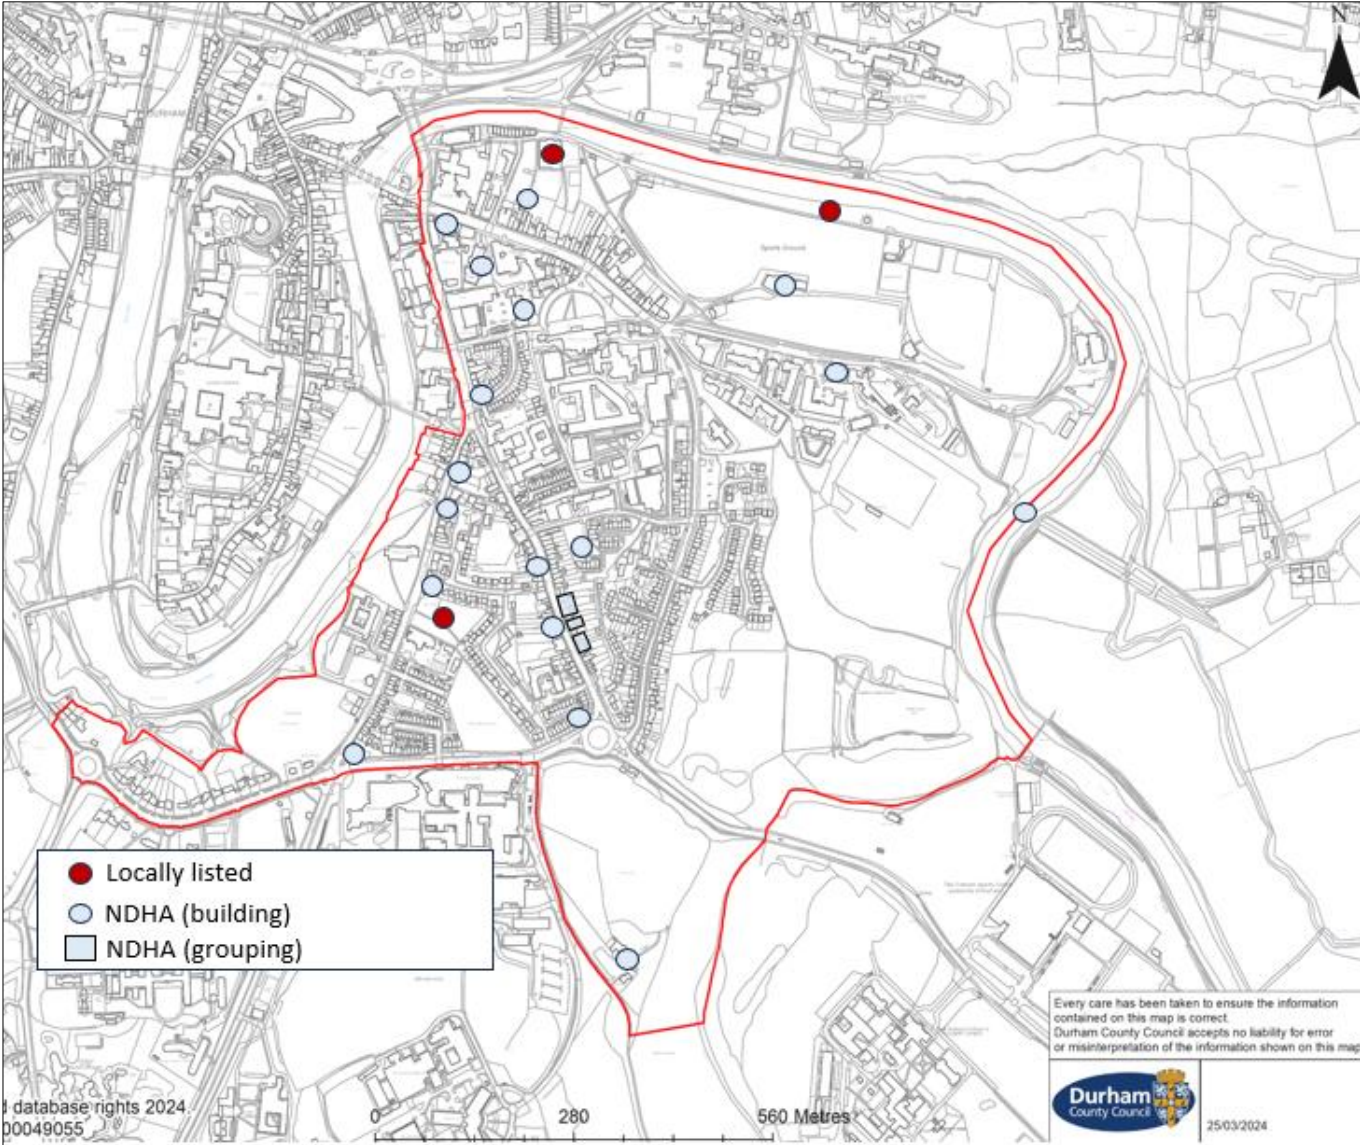 N
DURHAM
Sports Ground
Locally listed
NDHA (building)
NDHA (grouping)
Every care has been taken to ensure the information
contained on this map is correct.
Durham County Council accepts no liability for error
or misinterpretation of the information shown on this map
d database rights 2024.
00049055
0 280 560 Metres
Durham
County Council
25/03/2024